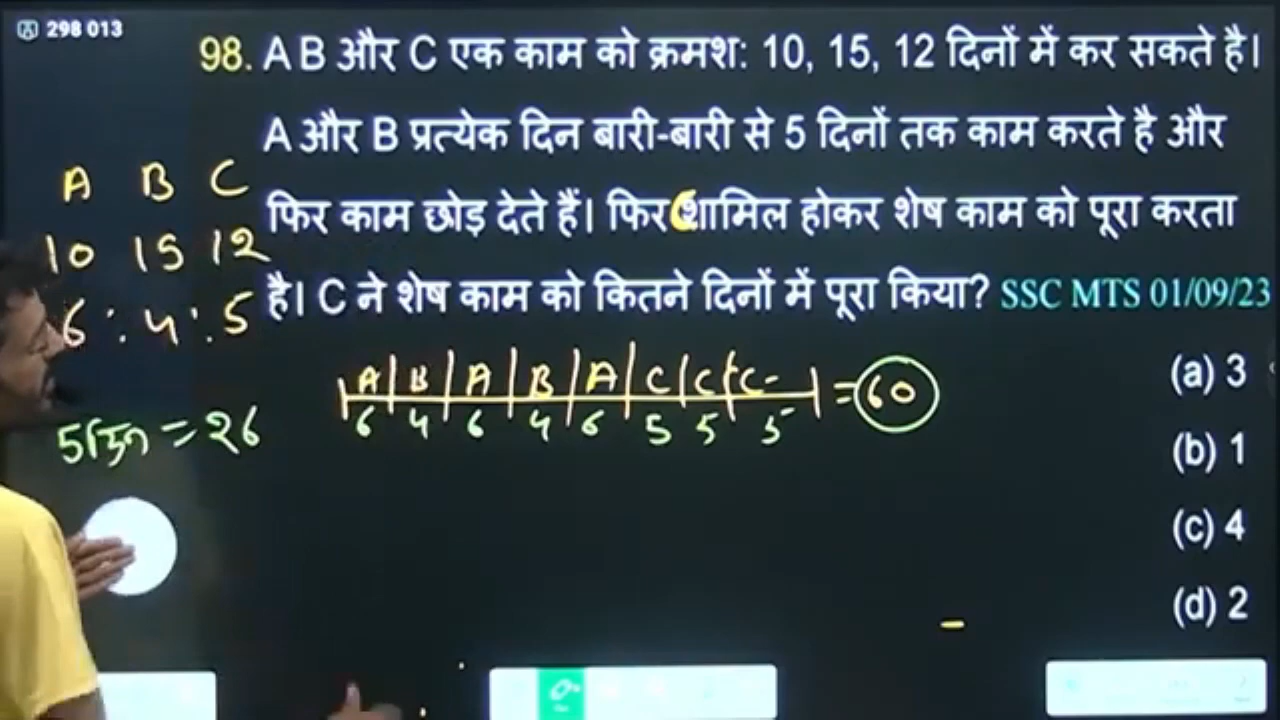 298 013
98. A B और C एक काम को क्रमश: 10, 15, 12 दिनों में कर सकते है।
A और B प्रत्येक दिन बारी-बारी से 5 दिनों तक काम करते है और
फिर काम छोड़ देते हैं। फिर C शामिल होकर शेष काम को पूरा करता
है। C ने शेष काम को कितने दिनों में पूरा किया? SSC MTS 01/09/23
A B C
10 15 12
6 : 4 : 5
5दिन = 26
A B A B A C C C = 60
6 4 6 4 6 5 5 5
(a) 3
(b) 1
(c) 4
(d) 2